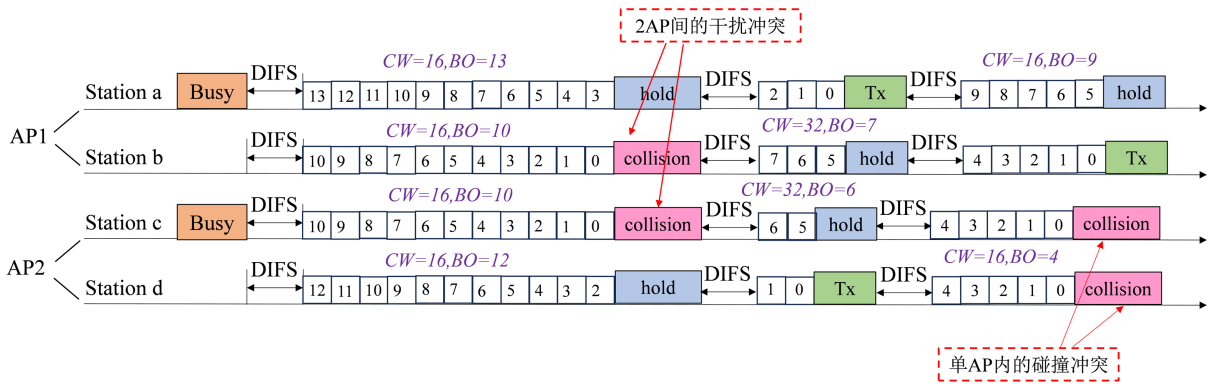 2AP间的干扰冲突
CW=16,BO=13
CW=16,BO=9
Station a Busy DIFS 13 12 11 10 9 8 7 6 5 4 3 hold DIFS 2 1 0 Tx DIFS 9 8 7 6 5 hold
AP1
CW=16,BO=10
CW=32,BO=7
Station b DIFS 10 9 8 7 6 5 4 3 2 1 0 collision DIFS 7 6 5 hold DIFS 4 3 2 1 0 Tx
CW=16,BO=10
CW=32,BO=6
Station c Busy DIFS 10 9 8 7 6 5 4 3 2 1 0 collision DIFS 6 5 hold DIFS 4 3 2 1 0 collision
AP2
CW=16,BO=12
CW=16,BO=4
Station d DIFS 12 11 10 9 8 7 6 5 4 3 2 hold DIFS 1 0 Tx DIFS 4 3 2 1 0 collision
单AP内的碰撞冲突